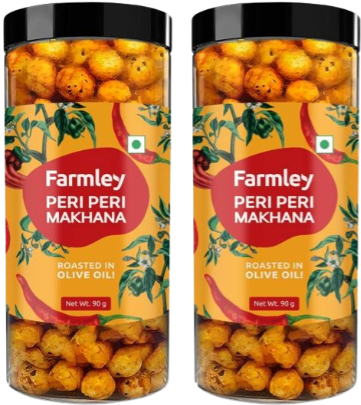 Farmley
PERI PERI
MAKHANA
ROASTED IN
OLIVE OIL!
Net Wt. 90 g
Farmley
PERI PERI
MAKHANA
ROASTED IN
OLIVE OIL!
Net Wt. 90 g